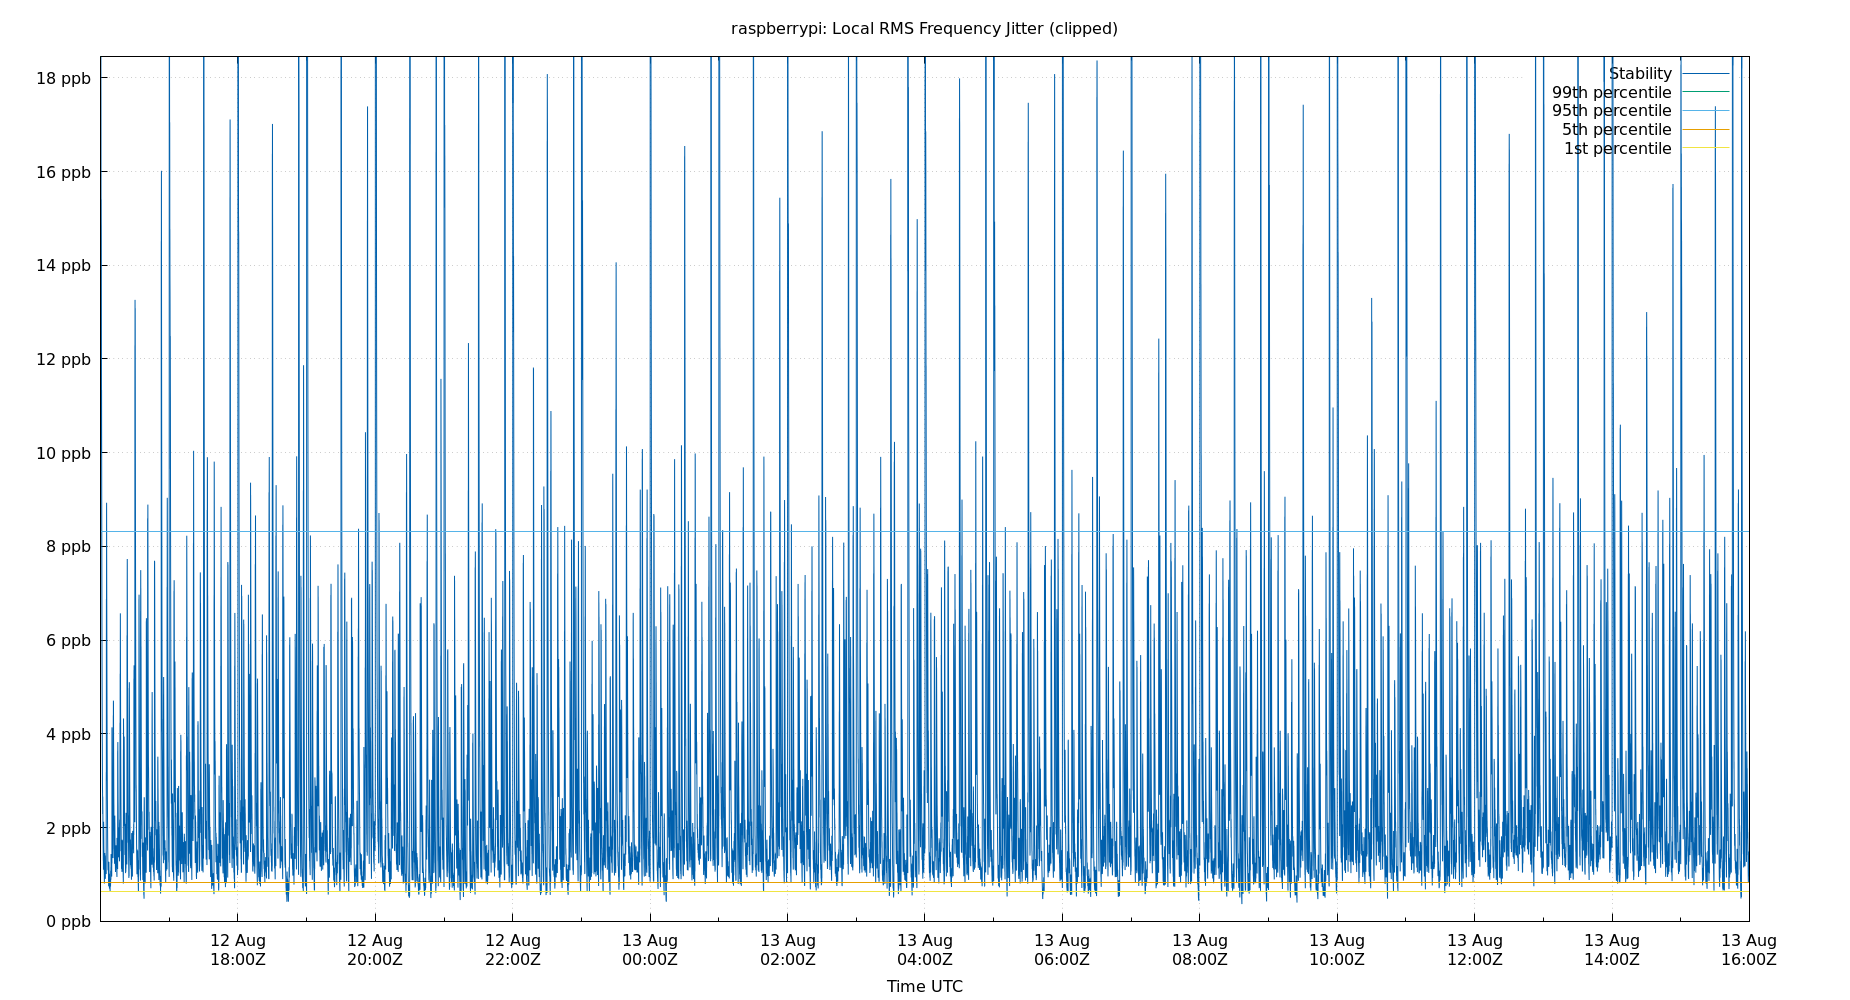 raspberrypi: Local RMS Frequency Jitter (clipped)
18 ppb
16 ppb
14 ppb
12 ppb
10 ppb
8 ppb
6 ppb
4 ppb
2 ppb
0 ppb
Stability
99th percentile
95th percentile
5th percentile
1st percentile
12 Aug
18:00Z
12 Aug
20:00Z
12 Aug
22:00Z
13 Aug
00:00Z
13 Aug
02:00Z
13 Aug
04:00Z
13 Aug
06:00Z
13 Aug
08:00Z
13 Aug
10:00Z
13 Aug
12:00Z
13 Aug
14:00Z
13 Aug
16:00Z
Time UTC